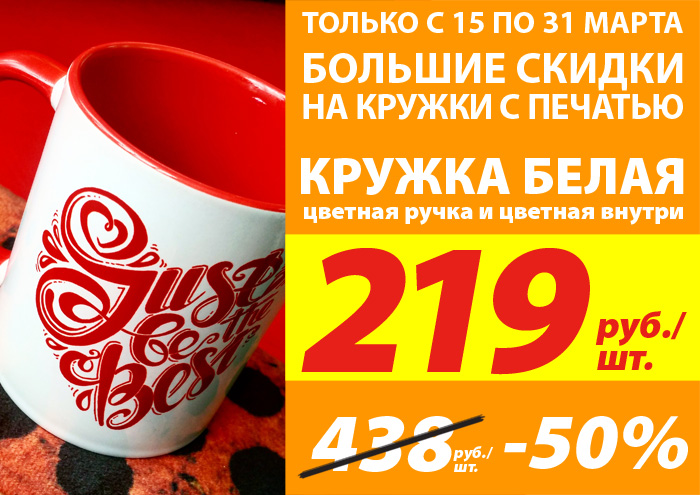 ТОЛЬКО С 15 ПО 31 МАРТА
БОЛЬШИЕ СКИДКИ
НА КРУЖКИ С ПЕЧАТЬЮ
КРУЖКА БЕЛАЯ
цветная ручка и цветная внутри
219 руб./
шт.
438 руб./
шт.
-50%
Just
be the
Best